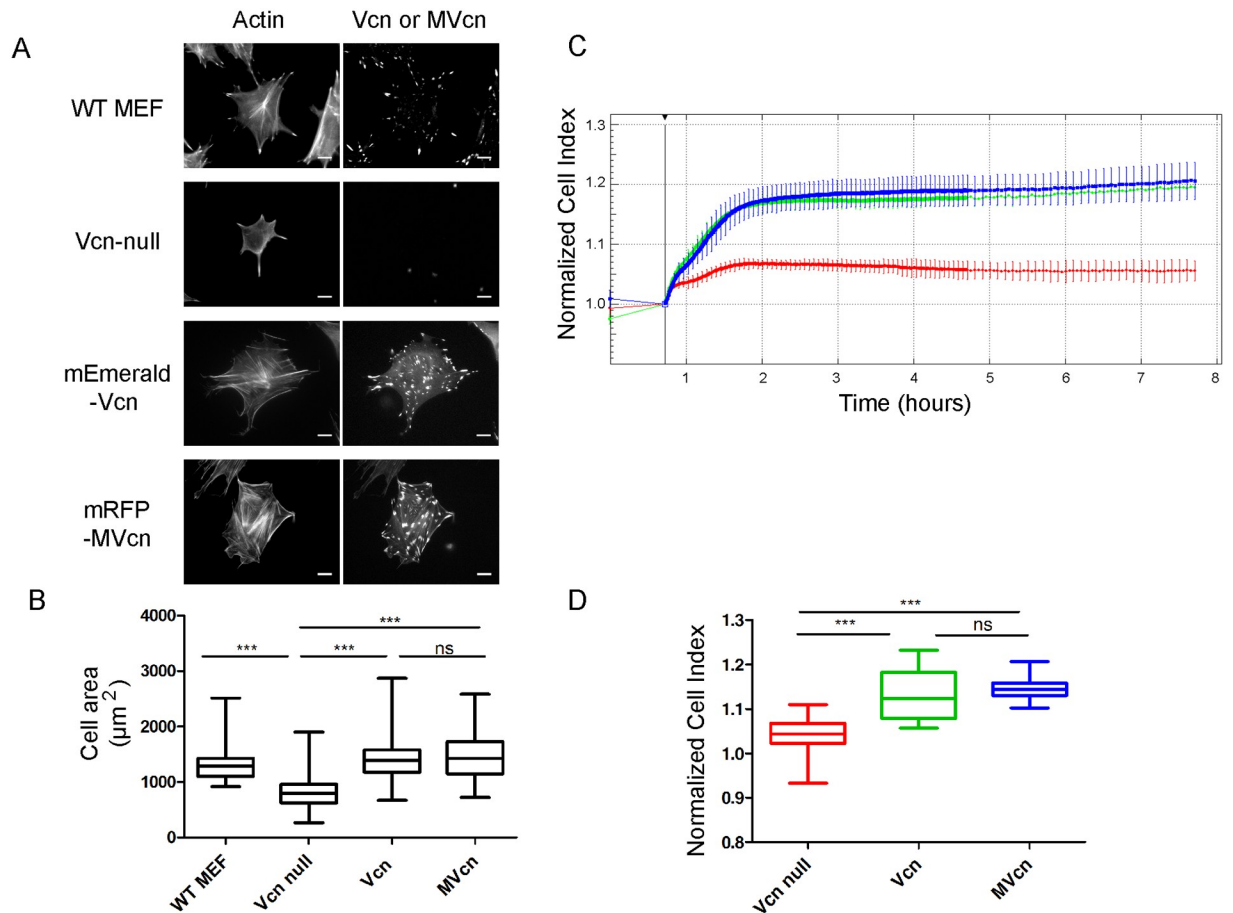 A
Actin
Vcn or MVcn
WT MEF
Vcn-null
mEmerald
-Vcn
mRFP
-MVcn
B
Cell area
(µm 2)
4000
3000
2000
1000
0
***
***
***
ns
WT MEF
Vcn null
Vcn
MVcn
C
Normalized Cell Index
1.3
1.2
1.1
1.0
1
2
3
4
5
6
7
8
Time (hours)
D
Normalized Cell Index
1.3
1.2
1.1
1.0
0.9
0.8
***
***
ns
Vcn null
Vcn
MVcn